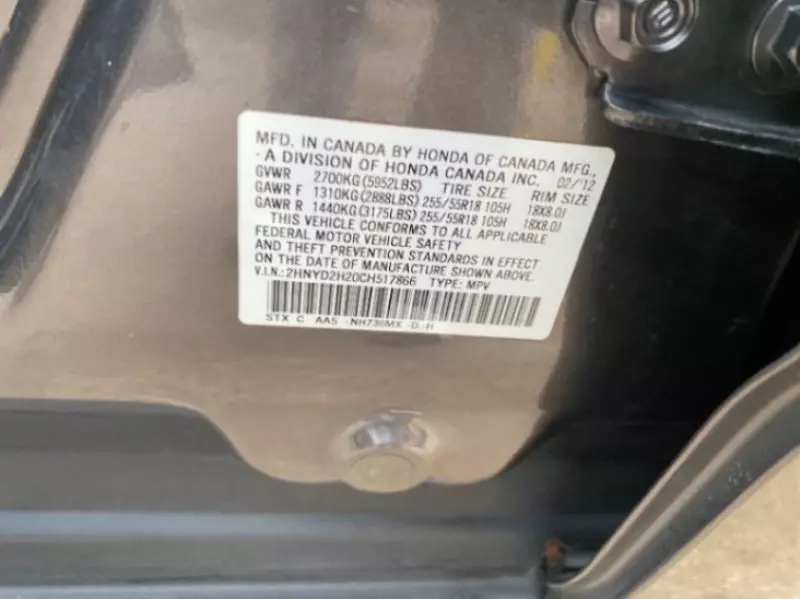 MFD. IN CANADA BY HONDA OF CANADA MFG.,
A DIVISION OF HONDA CANADA INC. 02/'12
GVWR 2700KG(5952LBS) TIRE SIZE RIM SIZE
GAWR F 1310KG(2888LBS) 255/55R18 105H 18X8.0J
GAWR R 1440KG(3175LBS) 255/55R18 105H 18X8.0J
THIS VEHICLE CONFORMS TO ALL APPLICABLE
FEDERAL MOTOR VEHICLE SAFETY
AND THEFT PREVENTION STANDARDS IN EFFECT
ON THE DATE OF MANUFACTURE SHOWN ABOVE.
V.I.N.:2HNYD2H20CH517866 TYPE: MPV
STX C AA5 -NH736MX -D-H